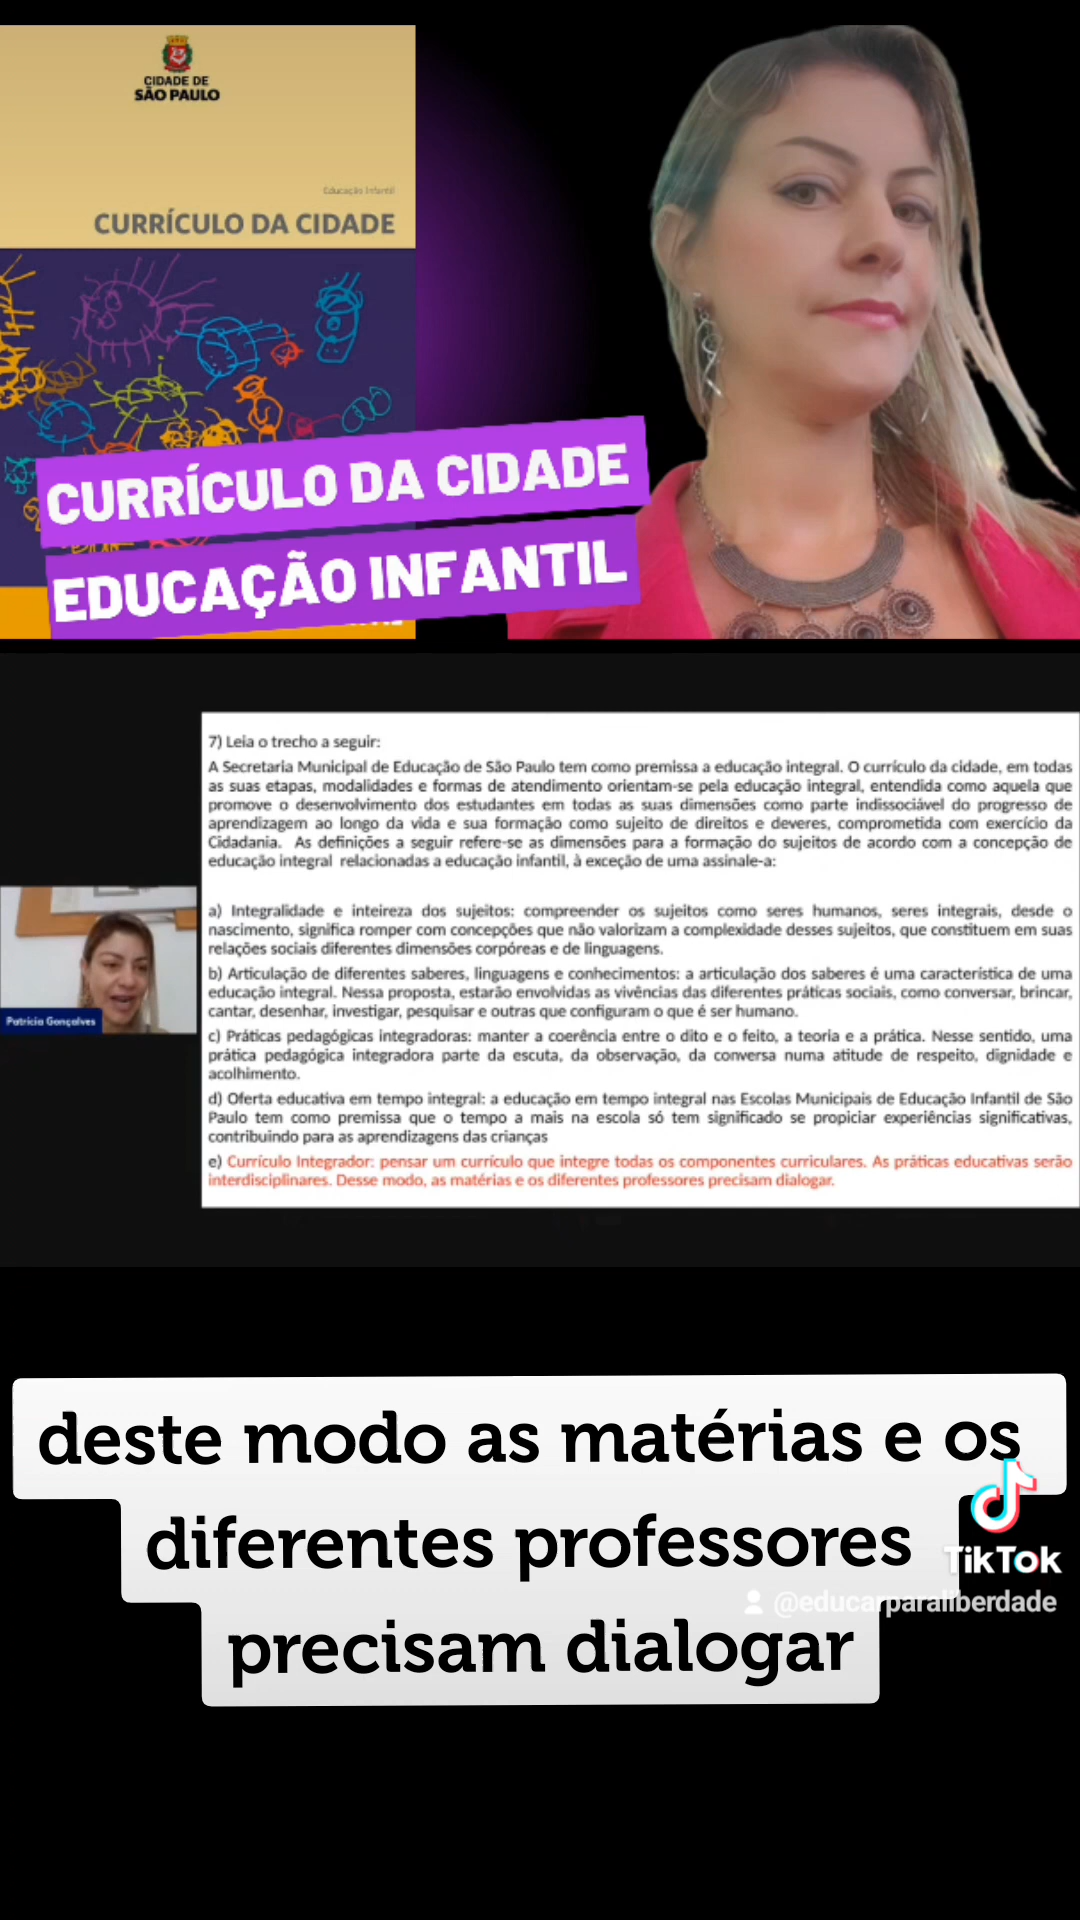 CIDADE DE
SÃO PAULO
Educação Infantil
CURRÍCULO DA CIDADE
CURRÍCULO DA CIDADE
EDUCAÇÃO INFANTIL
7) Leia o trecho a seguir:
A Secretaria Municipal de Educação de São Paulo tem como premissa a educação integral. O currículo da cidade, em todas
as suas etapas, modalidades e formas de atendimento orientam-se pela educação integral, entendida como aquela que
promove o desenvolvimento dos estudantes em todas as suas dimensões como parte indissociável do progresso de
aprendizagem ao longo da vida e sua formação como sujeito de direitos e deveres, comprometida com exercício da
Cidadania. As definições a seguir refere-se as dimensões para a formação do sujeitos de acordo com a concepção de
educação integral relacionadas a educação infantil, à exceção de uma assinale-a:
a) Integralidade e inteireza dos sujeitos: compreender os sujeitos como seres humanos, seres integrais, desde o
nascimento, significa romper com concepções que não valorizam a complexidade desses sujeitos, que constituem em suas
relações sociais diferentes dimensões corpóreas e de linguagens.
b) Articulação de diferentes saberes, linguagens e conhecimentos: a articulação dos saberes é uma característica de uma
educação integral. Nessa proposta, estarão envolvidas as vivências das diferentes práticas sociais, como conversar, brincar,
cantar, desenhar, investigar, pesquisar e outras que configuram o que é ser humano.
c) Práticas pedagógicas integradoras: manter a coerência entre o dito e o feito, a teoria e a prática. Nesse sentido, uma
prática pedagógica integradora parte da escuta, da observação, da conversa numa atitude de respeito, dignidade e
acolhimento.
d) Oferta educativa em tempo integral: a educação em tempo integral nas Escolas Municipais de Educação Infantil de São
Paulo tem como premissa que o tempo a mais na escola só tem significado se propiciar experiências significativas,
contribuindo para as aprendizagens das crianças
e) Currículo Integrador: pensar um currículo que integre todas os componentes curriculares. As práticas educativas serão
interdisciplinares. Desse modo, as matérias e os diferentes professores precisam dialogar.
Patrícia Gonçalves
deste modo as matérias e os
diferentes professores
precisam dialogar
TikTok
@educarparaliberdade